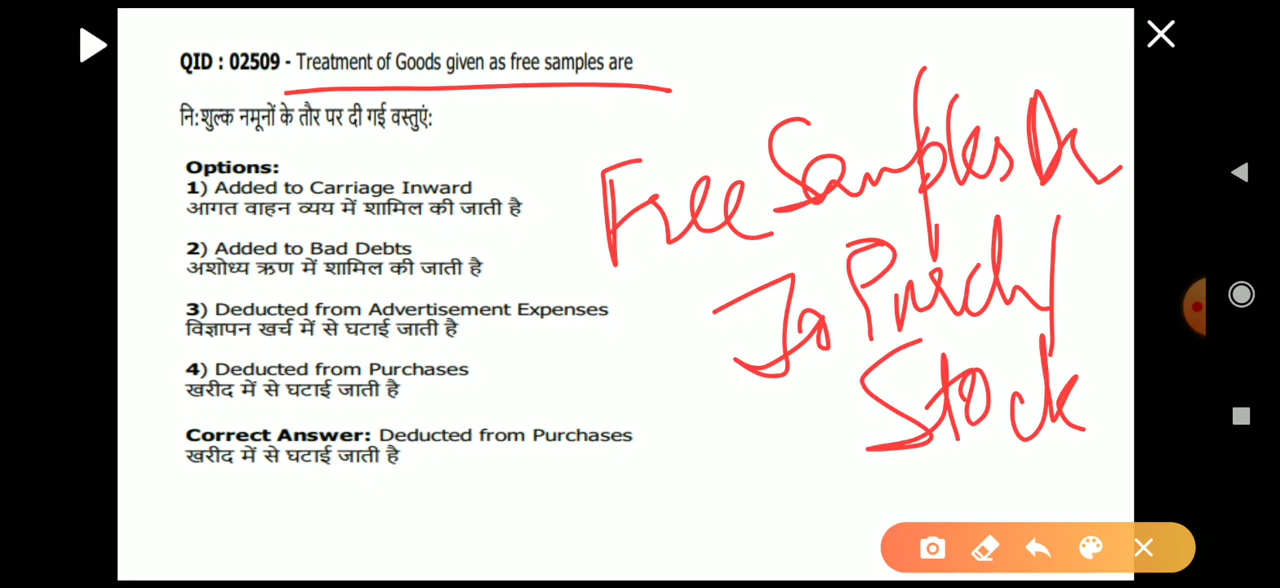 QID : 02509 - Treatment of Goods given as free samples are
नि:शुल्क नमूनों के तौर पर दी गई वस्तुएं:
Options:
1) Added to Carriage Inward
आगत वाहन व्यय में शामिल की जाती है
2) Added to Bad Debts
अशोध्य ऋण में शामिल की जाती है
3) Deducted from Advertisement Expenses
विज्ञापन खर्च में से घटाई जाती है
4) Deducted from Purchases
खरीद में से घटाई जाती है
Correct Answer: Deducted from Purchases
खरीद में से घटाई जाती है
Free Samples Dr
To
Stock